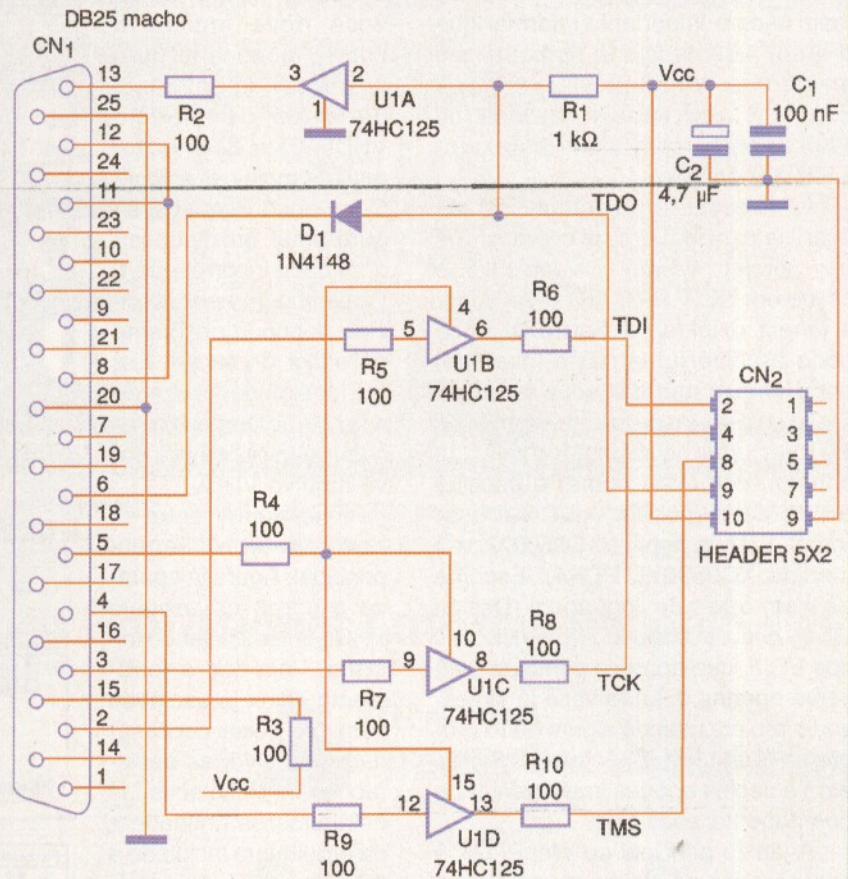 DB25 macho
CN1
13
25
12
24
11
23
10
22
9
21
8
20
7
19
6
18
5
17
4
16
3
15
2
14
1
R2
100
3
2
1
U1A
74HC125
R1
1 kΩ
Vcc
C1
100 nF
C2
4,7 µF
D1
1N4148
TDO
4
R5
100
5
6
U1B
74HC125
R6
100
TDI
CN2
2
1
4
3
8
5
9
7
10
9
HEADER 5X2
R4
100
10
R7
100
9
8
U1C
74HC125
R8
100
TCK
R3
100
Vcc
15
R9
100
12
13
U1D
74HC125
R10
100
TMS